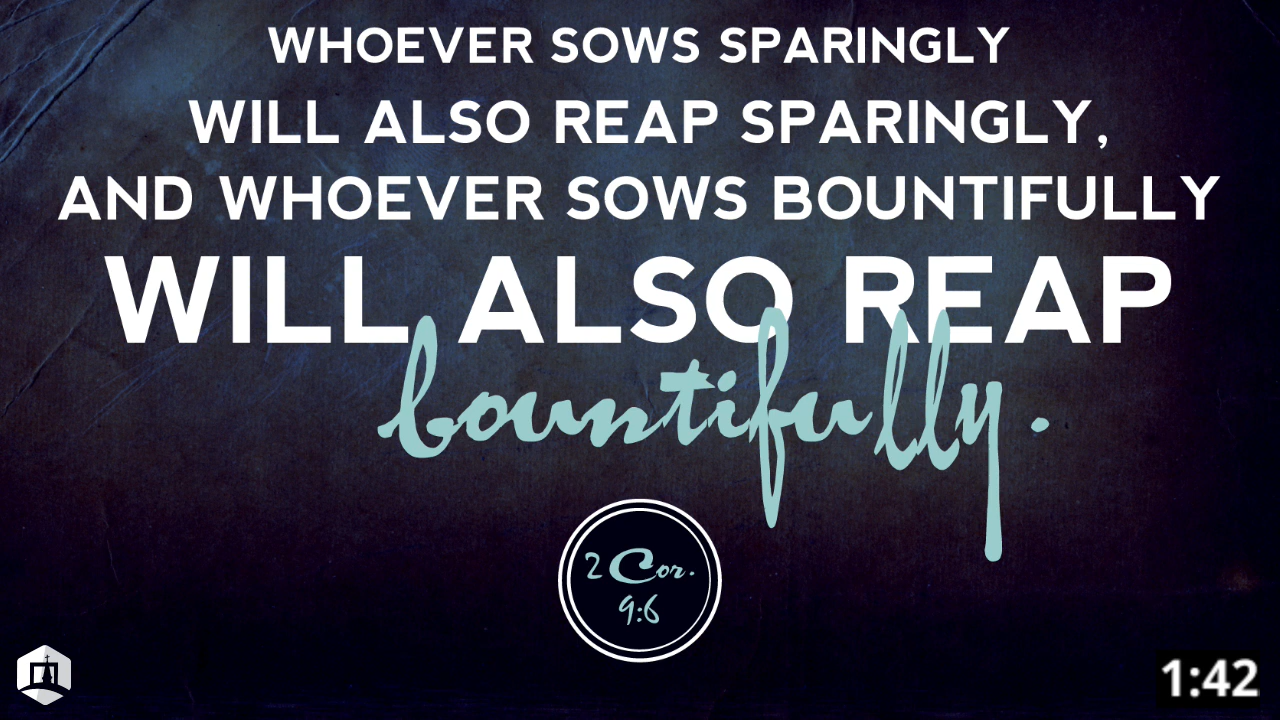 WHOEVER SOWS SPARINGLY
WILL ALSO REAP SPARINGLY,
AND WHOEVER SOWS BOUNTIFULLY
WILL ALSO REAP
bountifully.
2 Cor.
9:6
1:42